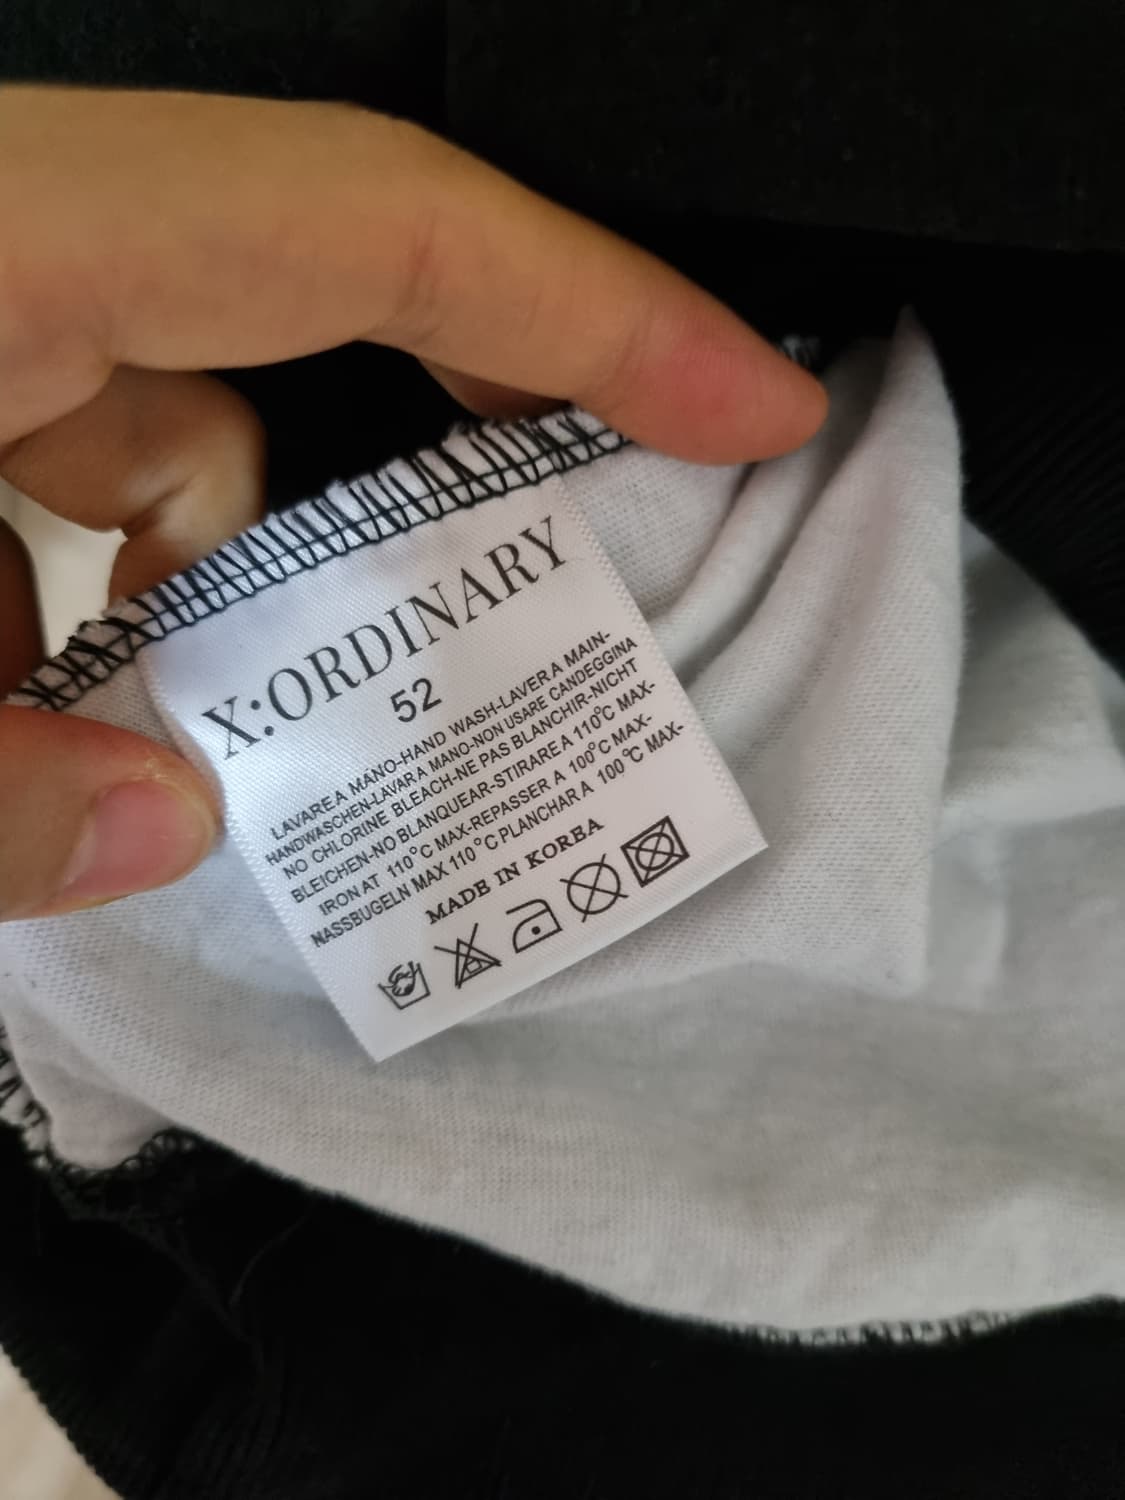 X:ORDINARY
52
LAVARE A MANO-HAND WASH-LAVER A MAIN-
HANDWASCHEN-LAVAR A MANO-NON USARE CANDEGGINA
NO CHLORINE BLEACH-NE PAS BLANCHIR-NICHT
BLEICHEN-NO BLANQUEAR-STIRARE A 110°C MAX-
IRON AT 110°C MAX-REPASSER A 100°C MAX-
NASSBUGELN MAX 110°C PLANCHAR A 100°C MAX-
MADE IN KOREA